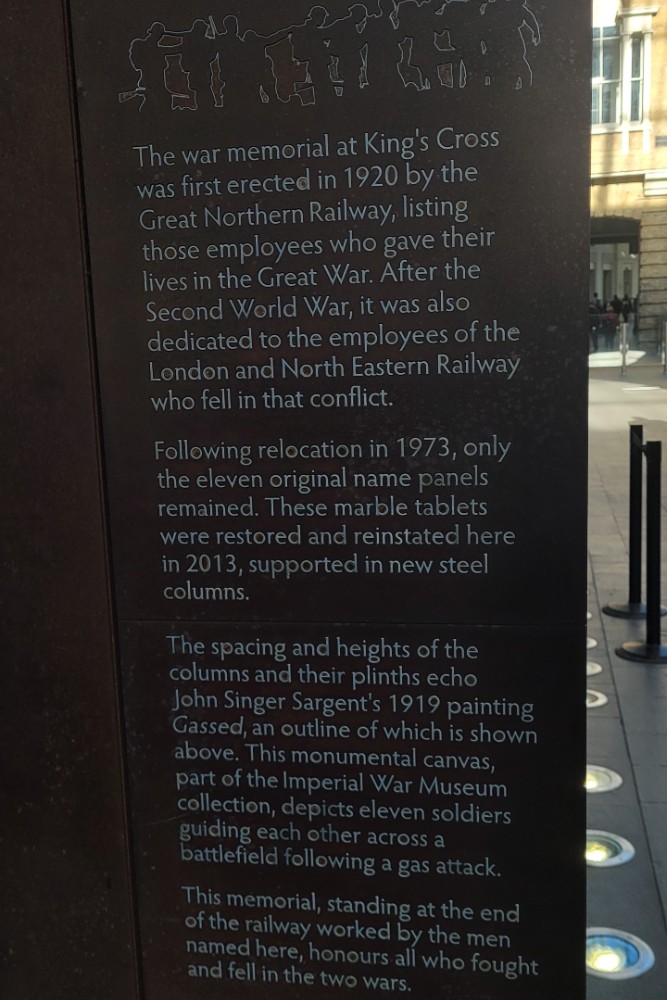 The war memorial at King's Cross
was first erected in 1920 by the
Great Northern Railway, listing
those employees who gave their
lives in the Great War. After the
Second World War, it was also
dedicated to the employees of the
London and North Eastern Railway
who fell in that conflict.
Following relocation in 1973, only
the eleven original name panels
remained. These marble tablets
were restored and reinstated here
in 2013, supported in new steel
columns.
The spacing and heights of the
columns and their plinths echo
John Singer Sargent's 1919 painting
Gassed, an outline of which is shown
above. This monumental canvas,
part of the Imperial War Museum
collection, depicts eleven soldiers
guiding each other across a
battlefield following a gas attack.
This memorial, standing at the end
of the railway worked by the men
named here, honours all who fought
and fell in the two wars.